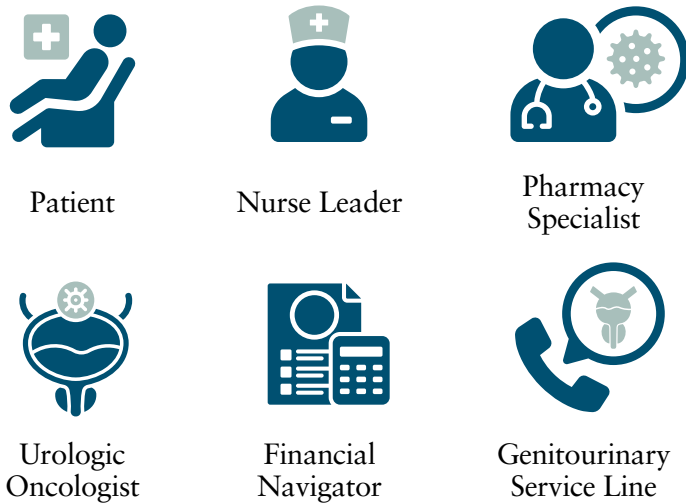 Patient
Nurse Leader
Pharmacy
Specialist
Urologic
Oncologist
Financial
Navigator
Genitourinary
Service Line